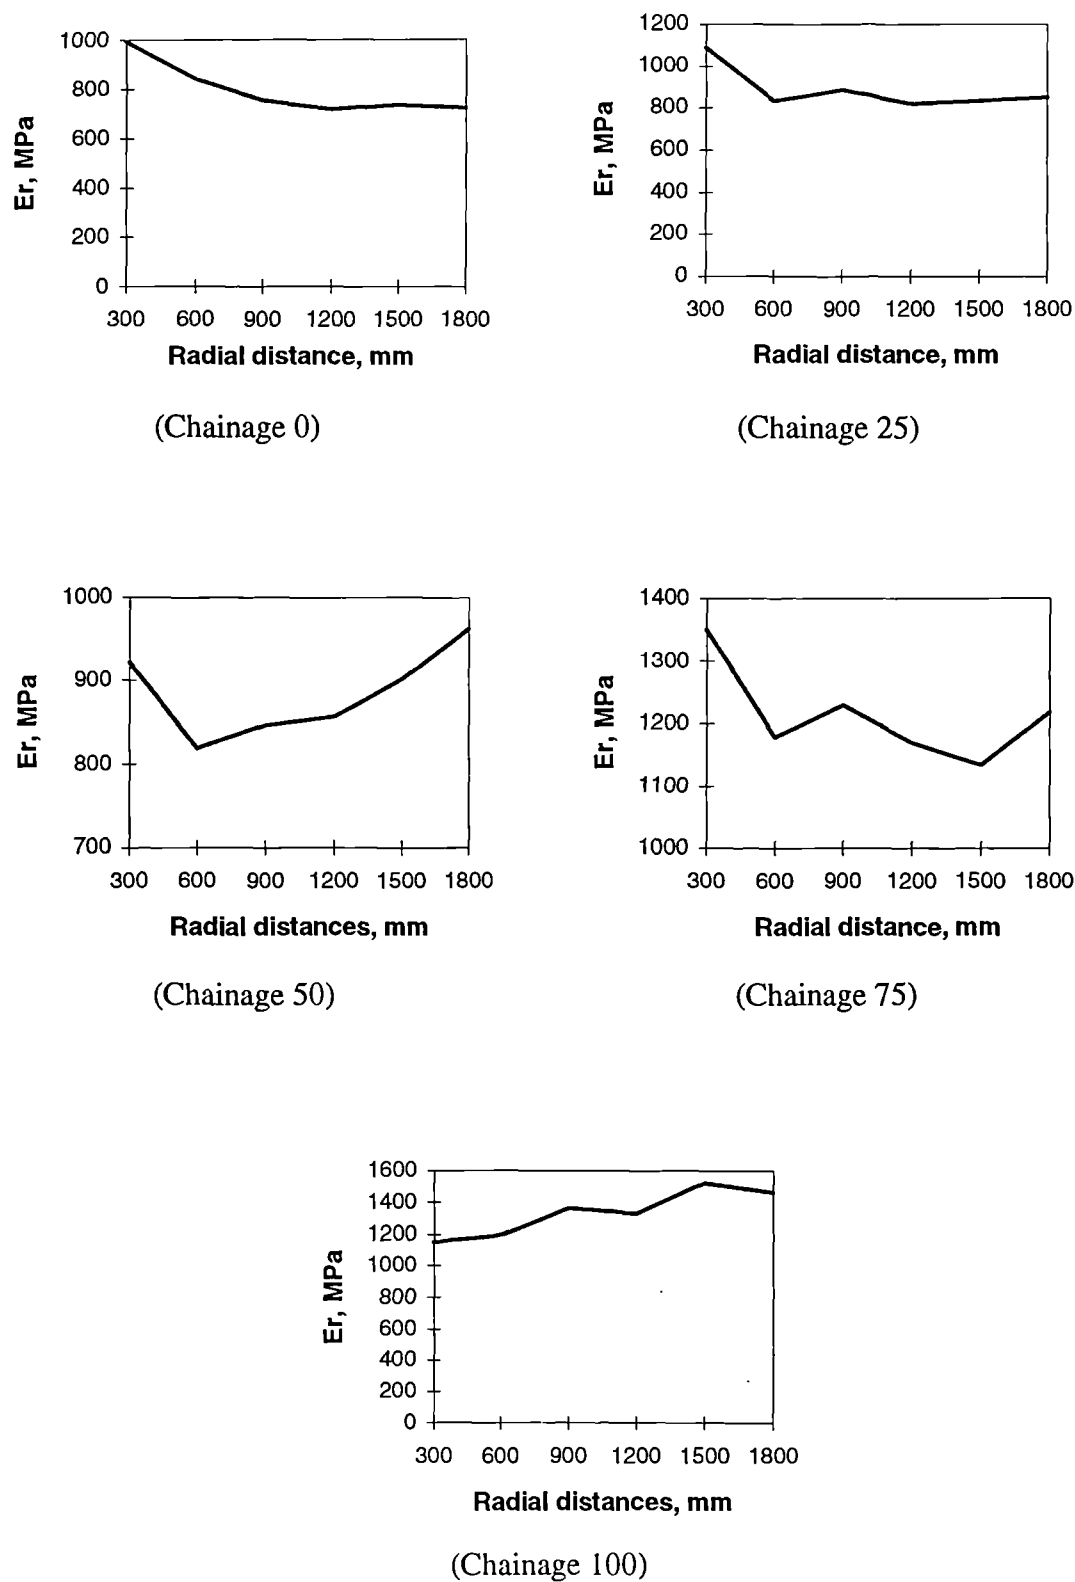 1000
800
600
400
200
0
Er, MPa
300 600 900 1200 1500 1800
Radial distance, mm
(Chainage 0)
1200
1000
800
600
400
200
0
Er, MPa
300 600 900 1200 1500 1800
Radial distance, mm
(Chainage 25)
1000
900
800
700
Er, MPa
300 600 900 1200 1500 1800
Radial distances, mm
(Chainage 50)
1400
1300
1200
1100
1000
Er, MPa
300 600 900 1200 1500 1800
Radial distance, mm
(Chainage 75)
1600
1400
1200
1000
800
600
400
200
0
Er, MPa
300 600 900 1200 1500 1800
Radial distances, mm
(Chainage 100)